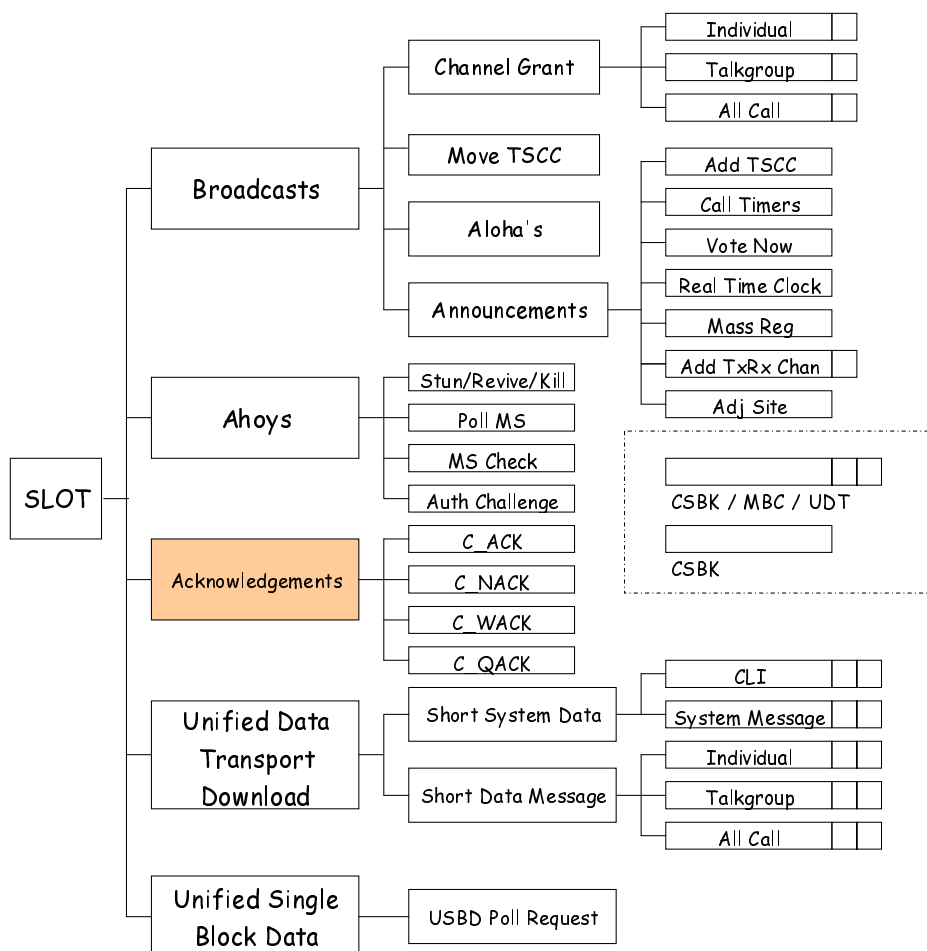 SLOT
Broadcasts
Channel Grant
Individual
Talkgroup
All Call
Move TSCC
Aloha's
Announcements
Add TSCC
Call Timers
Vote Now
Real Time Clock
Mass Reg
Add TxRx Chan
Adj Site
Ahoys
Stun/Revive/Kill
Poll MS
MS Check
Auth Challenge
CSBK / MBC / UDT
CSBK
Acknowledgements
C_ACK
C_NACK
C_WACK
C_QACK
Unified Data
Transport
Download
Short System Data
CLI
System Message
Short Data Message
Individual
Talkgroup
All Call
Unified Single
Block Data
USBD Poll Request